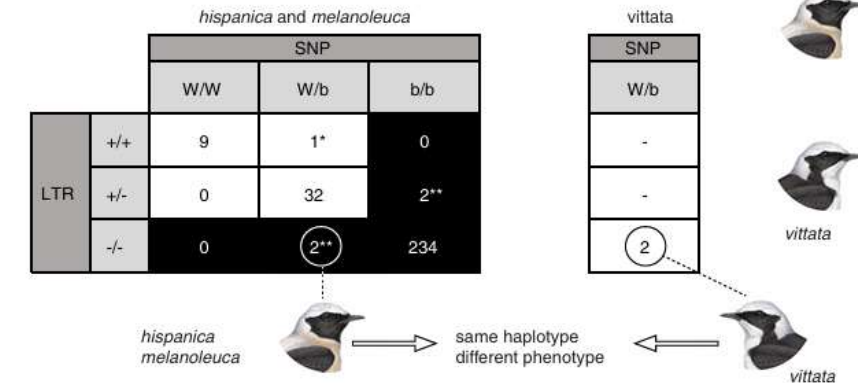 hispanica and melanoleuca
vittata
SNP
SNP
W/W
W/b
b/b
W/b
LTR
+/+
9
1*
0
-
+/-
0
32
2**
-
-/-
0
2**
234
2
vittata
hispanica
melanoleuca
same haplotype
different phenotype
vittata